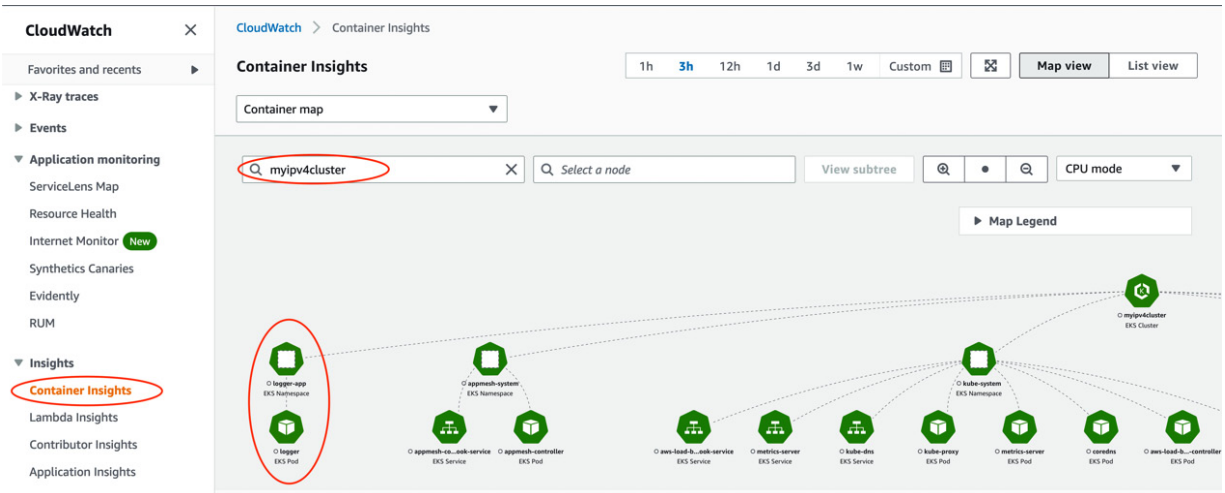 CloudWatch
Favorites and recents
X-Ray traces
Events
Application monitoring
ServiceLens Map
Resource Health
Internet Monitor New
Synthetics Canaries
Evidently
RUM
Insights
Container Insights
Lambda Insights
Contributor Insights
Application Insights
CloudWatch > Container Insights
Container Insights
1h 3h 12h 1d 3d 1w Custom
Map view List view
Container map
myipv4cluster
Select a node
View subtree
CPU mode
Map Legend
myipv4cluster
EKS Cluster
logger-app
EKS Namespace
appmesh-system
EKS Namespace
kube-system
EKS Namespace
logger
EKS Pod
appmesh-co...ook-service
EKS Service
appmesh-controller
EKS Pod
aws-load-b...ook-service
EKS Service
metrics-server
EKS Service
kube-dns
EKS Service
kube-proxy
EKS Pod
metrics-server
EKS Pod
coredns
EKS Pod
aws-load-b...-controller
EKS Pod